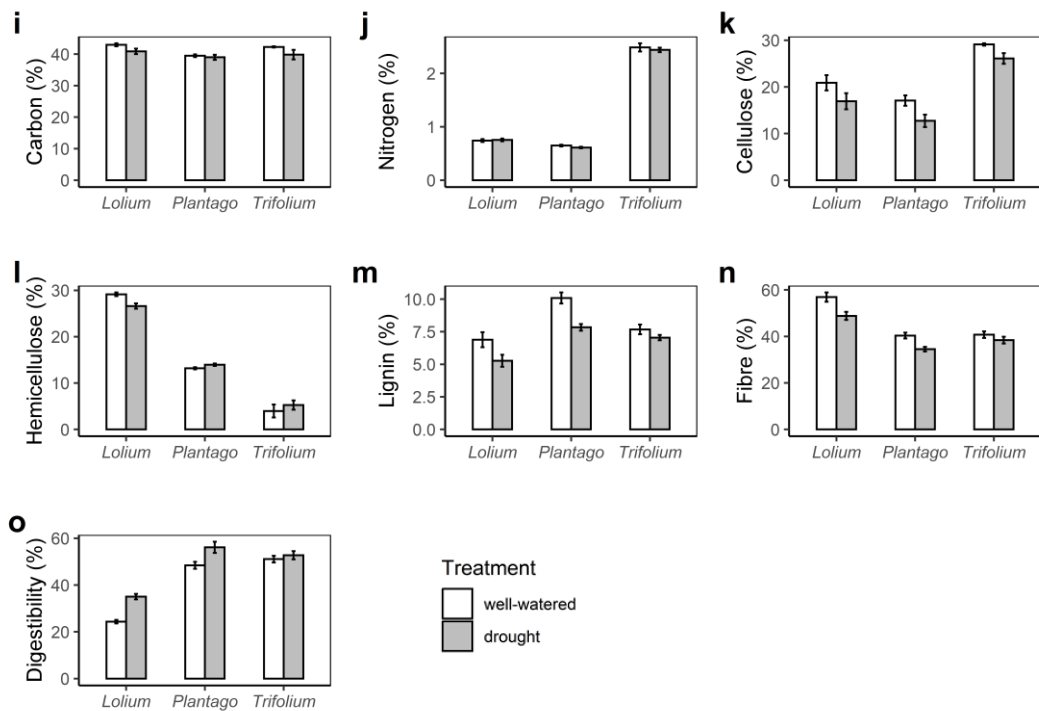 i
Carbon (%)
40
30
20
10
0
Lolium Plantago Trifolium
j
Nitrogen (%)
2
1
0
Lolium Plantago Trifolium
k
Cellulose (%)
30
20
10
0
Lolium Plantago Trifolium
l
Hemicellulose (%)
30
20
10
0
Lolium Plantago Trifolium
m
Lignin (%)
10.0
7.5
5.0
2.5
0.0
Lolium Plantago Trifolium
n
Fibre (%)
60
40
20
0
Lolium Plantago Trifolium
o
Digestibility (%)
60
40
20
0
Lolium Plantago Trifolium
Treatment
well-watered
drought